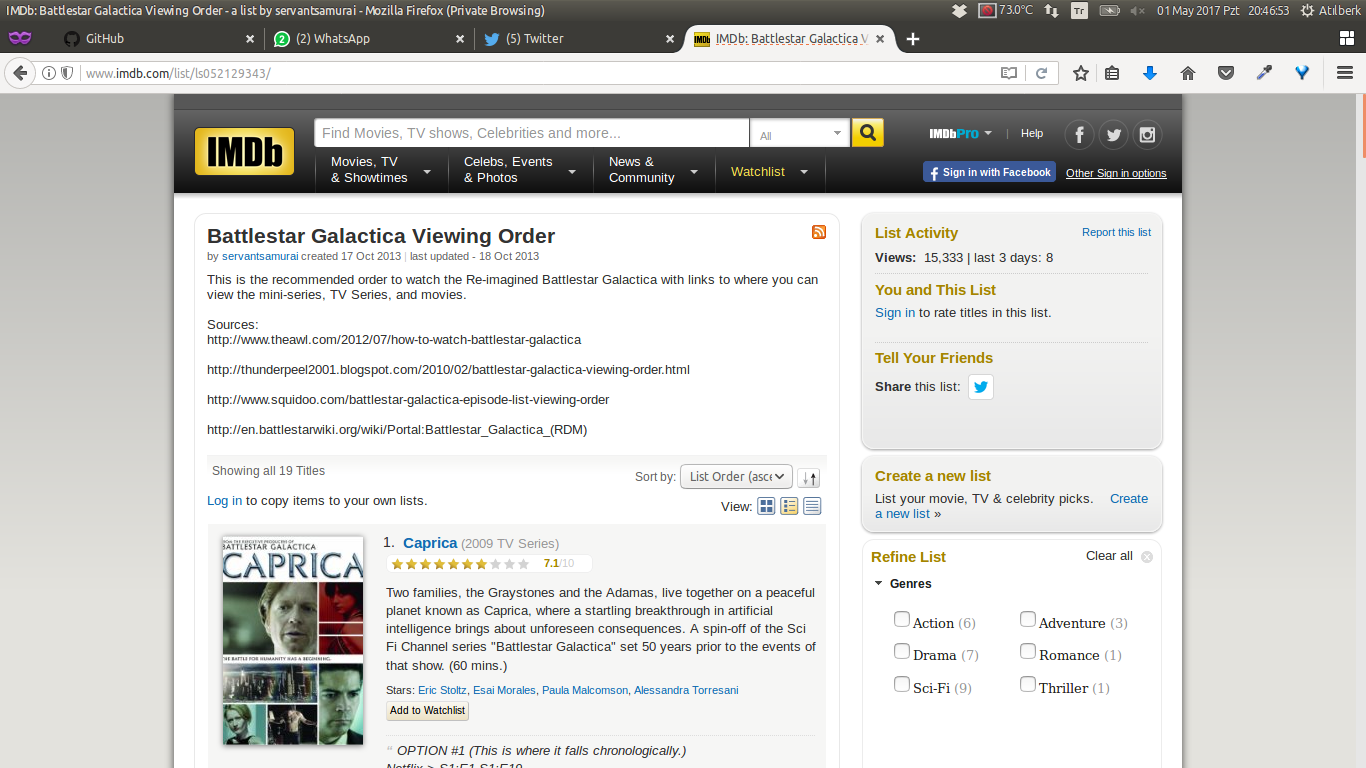 IMDb: Battlestar Galactica Viewing Order - a list by servantsamurai - Mozilla Firefox (Private Browsing)
73.0°C
Tr
01 May 2017 Pzt 20:46:53
Atılberk
GitHub
2
(2) WhatsApp
(5) Twitter
IMDb
IMDb: Battlestar Galactica V
www.imdb.com/list/ls052129343/
IMDb
Find Movies, TV shows, Celebrities and more...
All
IMDbPro
|
Help
Movies, TV
& Showtimes
Celebs, Events
& Photos
News &
Community
Watchlist
Sign in with Facebook
Other Sign in options
Battlestar Galactica Viewing Order
by servantsamurai created 17 Oct 2013 | last updated - 18 Oct 2013
This is the recommended order to watch the Re-imagined Battlestar Galactica with links to where you can
view the mini-series, TV Series, and movies.
Sources:
http://www.theawl.com/2012/07/how-to-watch-battlestar-galactica
http://thunderpeel2001.blogspot.com/2010/02/battlestar-galactica-viewing-order.html
http://www.squidoo.com/battlestar-galactica-episode-list-viewing-order
http://en.battlestarwiki.org/wiki/Portal:Battlestar_Galactica_(RDM)
Showing all 19 Titles
Sort by:
List Order (asce
Log in to copy items to your own lists.
View:
FROM THE EXECUTIVE PRODUCERS OF
BATTLESTAR GALACTICA
CAPRICA
THE BATTLE FOR HUMANITY HAS A BEGINNING.
1. Caprica (2009 TV Series)
7.1/10
Two families, the Graystones and the Adamas, live together on a peaceful
planet known as Caprica, where a startling breakthrough in artificial
intelligence brings about unforeseen consequences. A spin-off of the Sci
Fi Channel series "Battlestar Galactica" set 50 years prior to the events of
that show. (60 mins.)
Stars: Eric Stoltz, Esai Morales, Paula Malcomson, Alessandra Torresani
Add to Watchlist
“ OPTION #1 (This is where it falls chronologically.)
Netflix > S1:E1-S1:E19
List Activity
Report this list
Views: 15,333 | last 3 days: 8
You and This List
Sign in to rate titles in this list.
Tell Your Friends
Share this list:
Create a new list
List your movie, TV & celebrity picks. Create
a new list »
Refine List
Clear all
Genres
Action (6)
Adventure (3)
Drama (7)
Romance (1)
Sci-Fi (9)
Thriller (1)